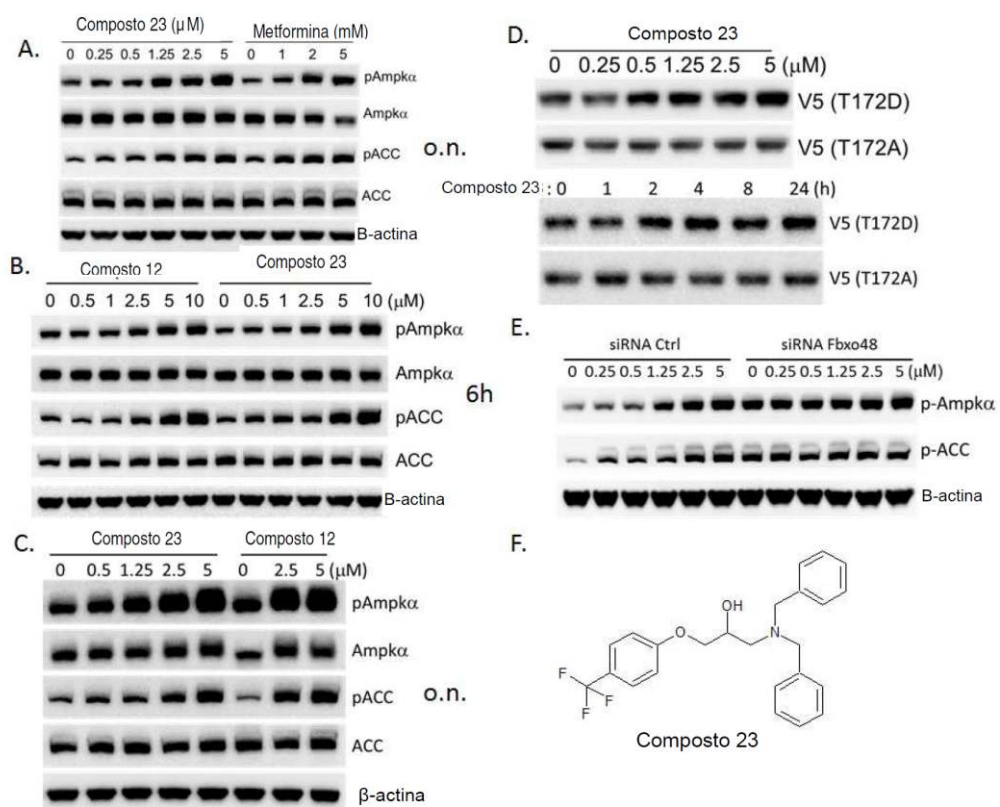 A.
Composto 23 (µM) Metformina (mM)
0 0.25 0.5 1.25 2.5 5 0 1 2 5
pAmpkα
Ampkα
pACC
o.n.
ACC
B-actina
B.
Comosto 12 Composto 23
0 0.5 1 2.5 5 10 0 0.5 1 2.5 5 10 (µM)
pAmpkα
Ampkα
6h
pACC
ACC
B-actina
C.
Composto 23 Composto 12
0 0.5 1.25 2.5 5 0 2.5 5 (µM)
pAmpkα
Ampkα
pACC
o.n.
ACC
β-actina
D.
Composto 23
0 0.25 0.5 1.25 2.5 5 (µM)
V5 (T172D)
V5 (T172A)
Composto 23 : 0 1 2 4 8 24 (h)
V5 (T172D)
V5 (T172A)
E.
siRNA Ctrl siRNA Fbxo48
0 0.25 0.5 1.25 2.5 5 0 0.25 0.5 1.25 2.5 5 (µM)
p-Ampkα
p-ACC
B-actina
F.
OH
O
N
F
F
F
Composto 23